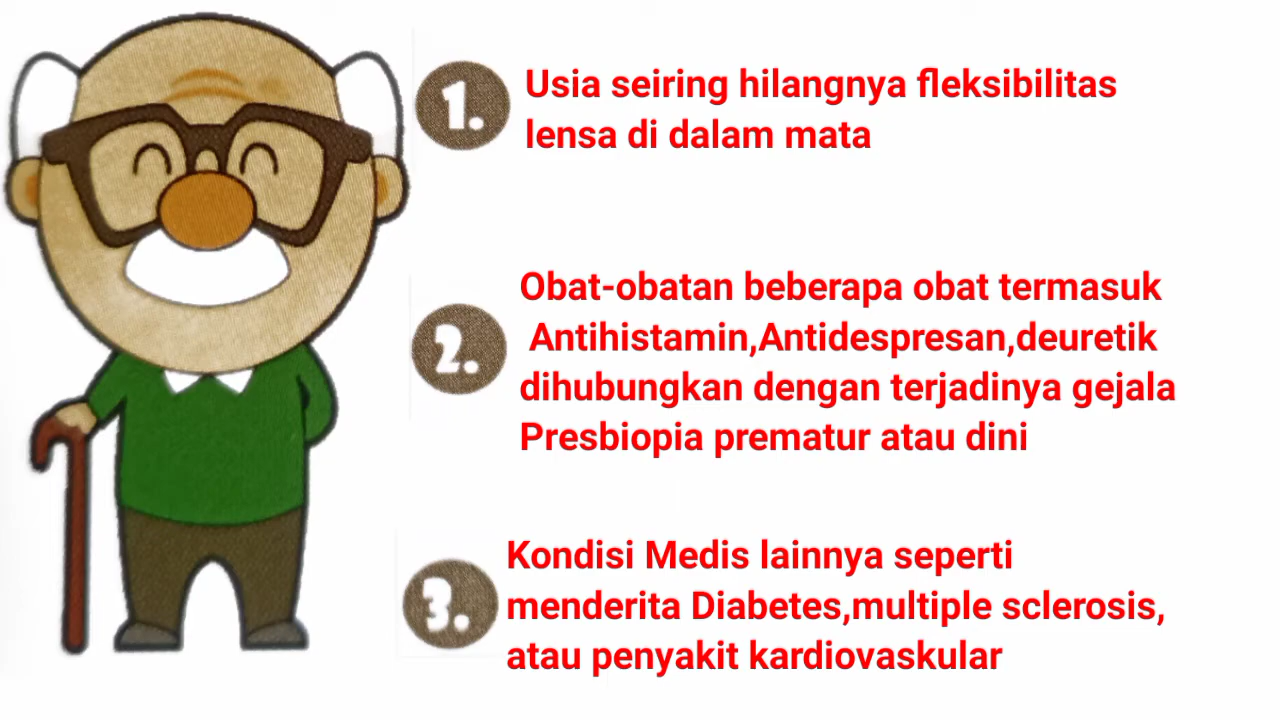 1.
Usia seiring hilangnya fleksibilitas
lensa di dalam mata
2.
Obat-obatan beberapa obat termasuk
Antihistamin,Antidespresan,deuretik
dihubungkan dengan terjadinya gejala
Presbiopia prematur atau dini
3.
Kondisi Medis lainnya seperti
menderita Diabetes,multiple sclerosis,
atau penyakit kardiovaskular